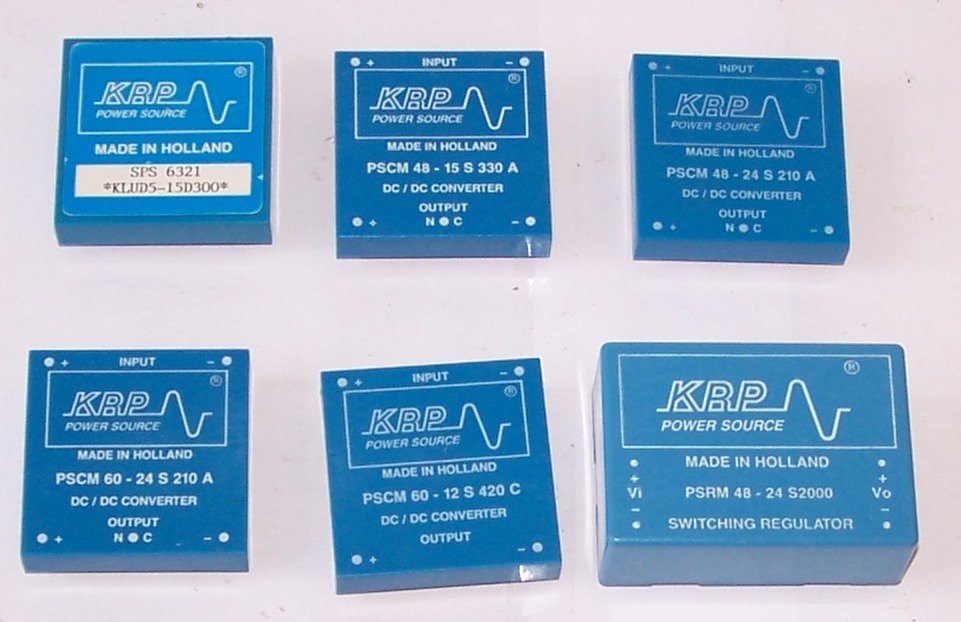 KRP ®
POWER SOURCE
MADE IN HOLLAND
SPS 6321
*KLUD5-15D300*
+ INPUT −
KRP ®
POWER SOURCE
MADE IN HOLLAND
PSCM 48 - 15 S 330 A
DC / DC CONVERTER
OUTPUT
+ N C −
+ INPUT −
KRP ®
POWER SOURCE
MADE IN HOLLAND
PSCM 48 - 24 S 210 A
DC / DC CONVERTER
OUTPUT
+ N C −
+ INPUT −
KRP ®
POWER SOURCE
MADE IN HOLLAND
PSCM 60 - 24 S 210 A
DC / DC CONVERTER
OUTPUT
+ N C −
+ INPUT −
KRP ®
POWER SOURCE
MADE IN HOLLAND
PSCM 60 - 12 S 420 C
DC / DC CONVERTER
OUTPUT
+ −
KRP ®
POWER SOURCE
MADE IN HOLLAND
+ +
Vi PSRM 48 - 24 S2000 Vo
− −
SWITCHING REGULATOR